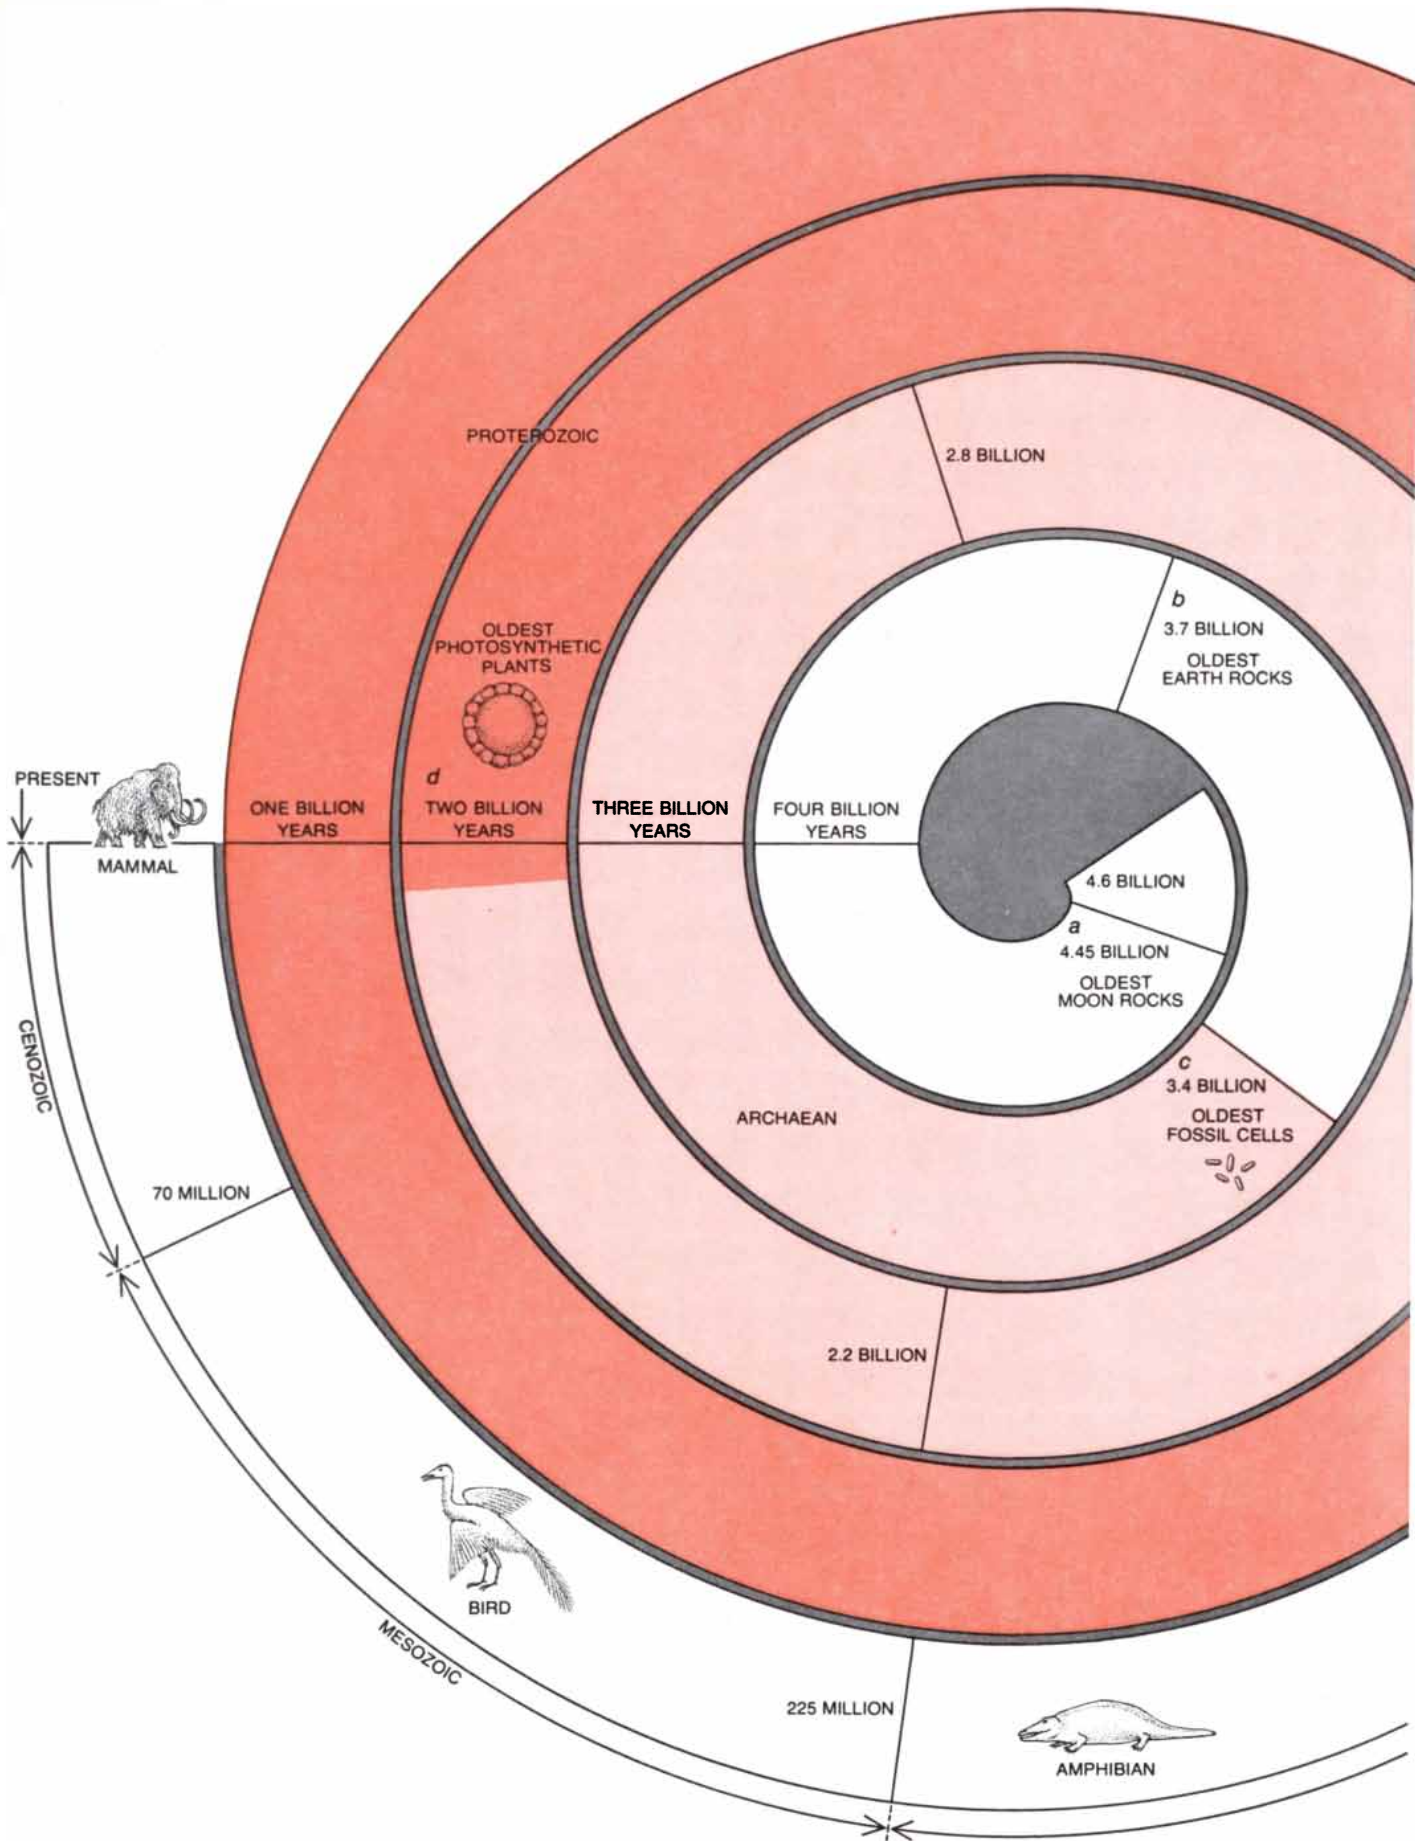 PROTEROZOIC
2.8 BILLION
b
3.7 BILLION
OLDEST
EARTH ROCKS
OLDEST
PHOTOSYNTHETIC
PLANTS
d
PRESENT
MAMMAL
ONE BILLION
YEARS
TWO BILLION
YEARS
THREE BILLION
YEARS
FOUR BILLION
YEARS
4.6 BILLION
a
4.45 BILLION
OLDEST
MOON ROCKS
c
3.4 BILLION
OLDEST
FOSSIL CELLS
ARCHAEAN
CENOZOIC
70 MILLION
2.2 BILLION
BIRD
MESOZOIC
225 MILLION
AMPHIBIAN